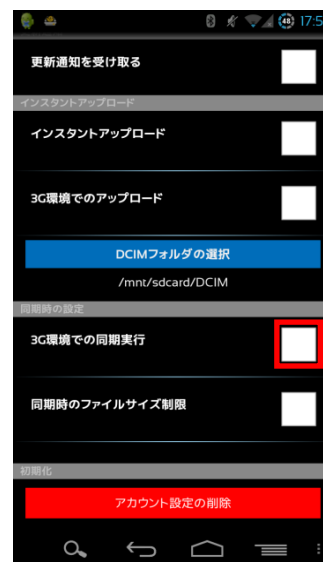 48 17:5
更新通知を受け取る
インスタントアップロード
インスタントアップロード
3G環境でのアップロード
DCIMフォルダの選択
/mnt/sdcard/DCIM
同期時の設定
3G環境での同期実行
同期時のファイルサイズ制限
初期化
アカウント設定の削除